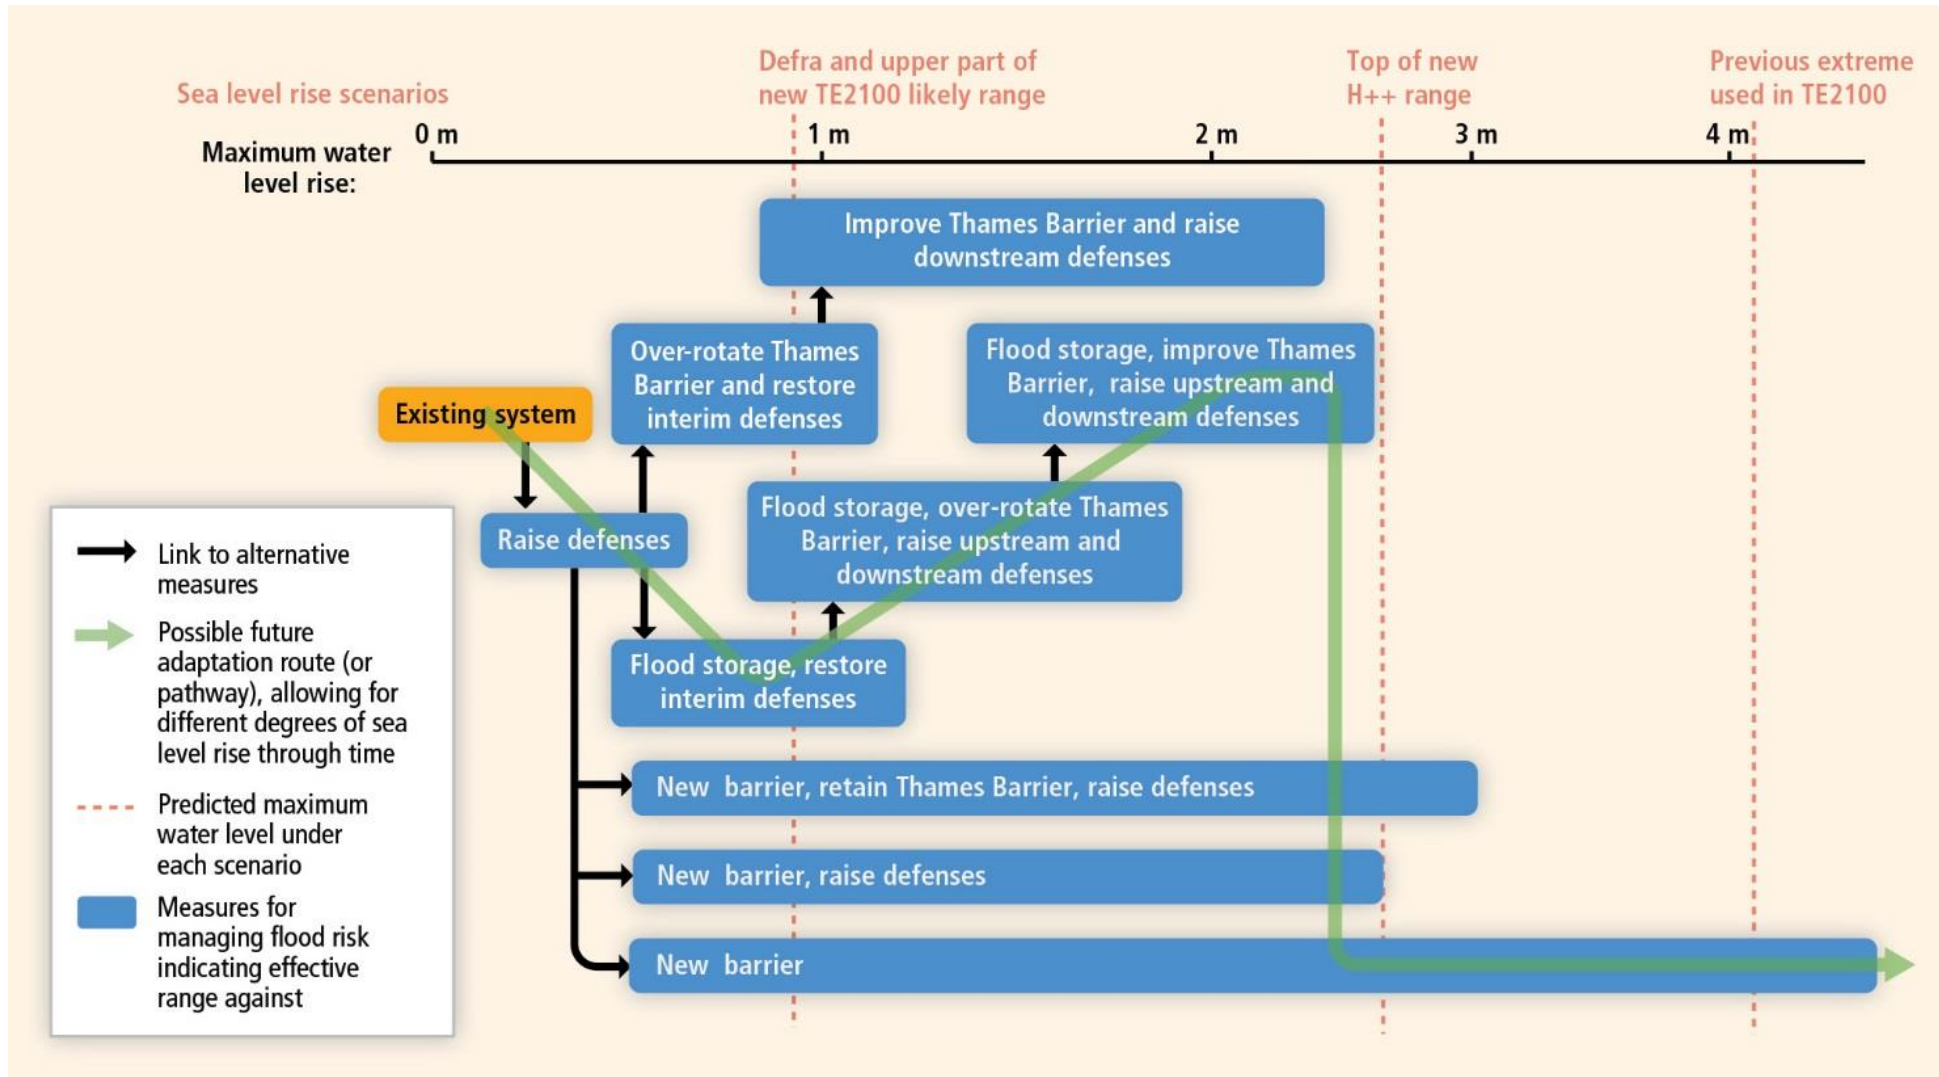 Sea level rise scenarios
Defra and upper part of
new TE2100 likely range
Top of new
H++ range
Previous extreme
used in TE2100
Maximum water
level rise:
0 m
1 m
2 m
3 m
4 m
Improve Thames Barrier and raise
downstream defenses
Over-rotate Thames
Barrier and restore
interim defenses
Flood storage, improve Thames
Barrier, raise upstream and
downstream defenses
Existing system
Raise defenses
Flood storage, over-rotate Thames
Barrier, raise upstream and
downstream defenses
Flood storage, restore
interim defenses
New barrier, retain Thames Barrier, raise defenses
New barrier, raise defenses
New barrier
Link to alternative
measures
Possible future
adaptation route (or
pathway), allowing for
different degrees of sea
level rise through time
Predicted maximum
water level under
each scenario
Measures for
managing flood risk
indicating effective
range against